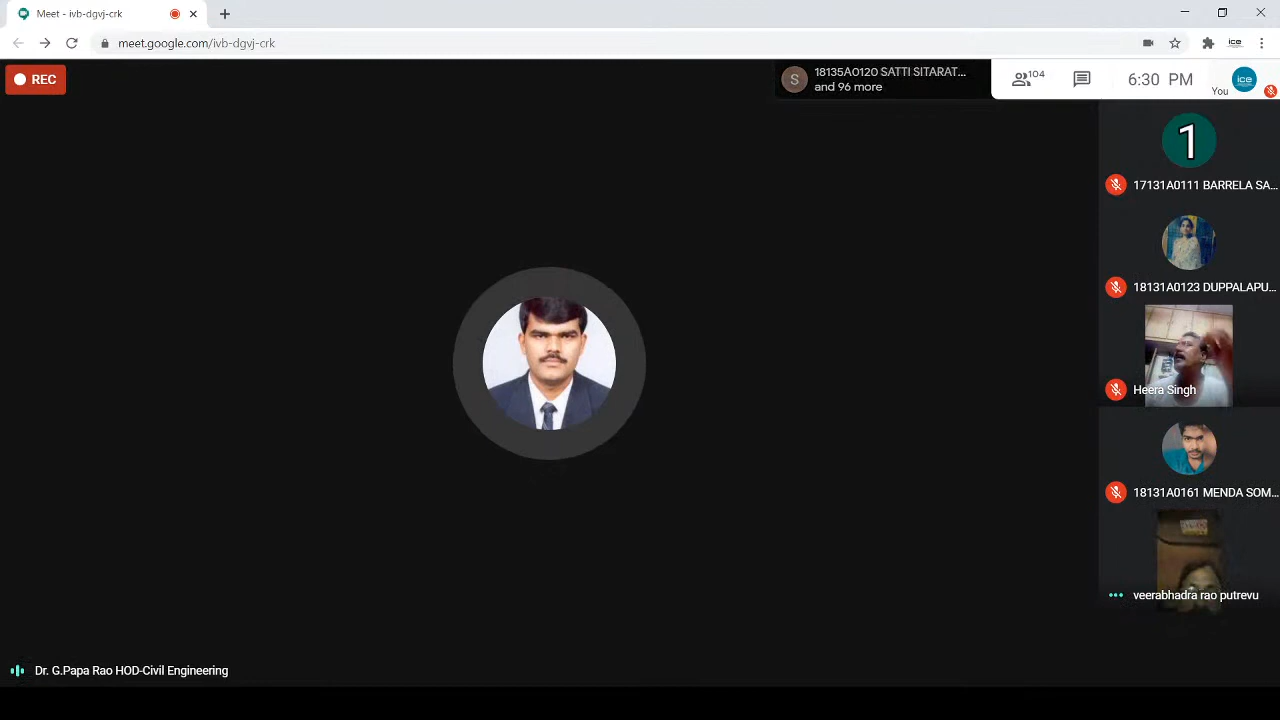 Meet - ivb-dgvj-crk
meet.google.com/ivb-dgvj-crk
ice
REC
S
18135A0120 SATTI SITARAT...
and 96 more
104
6:30 PM
You
ice
1
17131A0111 BARRELA SA...
18131A0123 DUPPALAPU...
Heera Singh
18131A0161 MENDA SOM...
veerabhadra rao putrevu
Dr. G.Papa Rao HOD-Civil Engineering